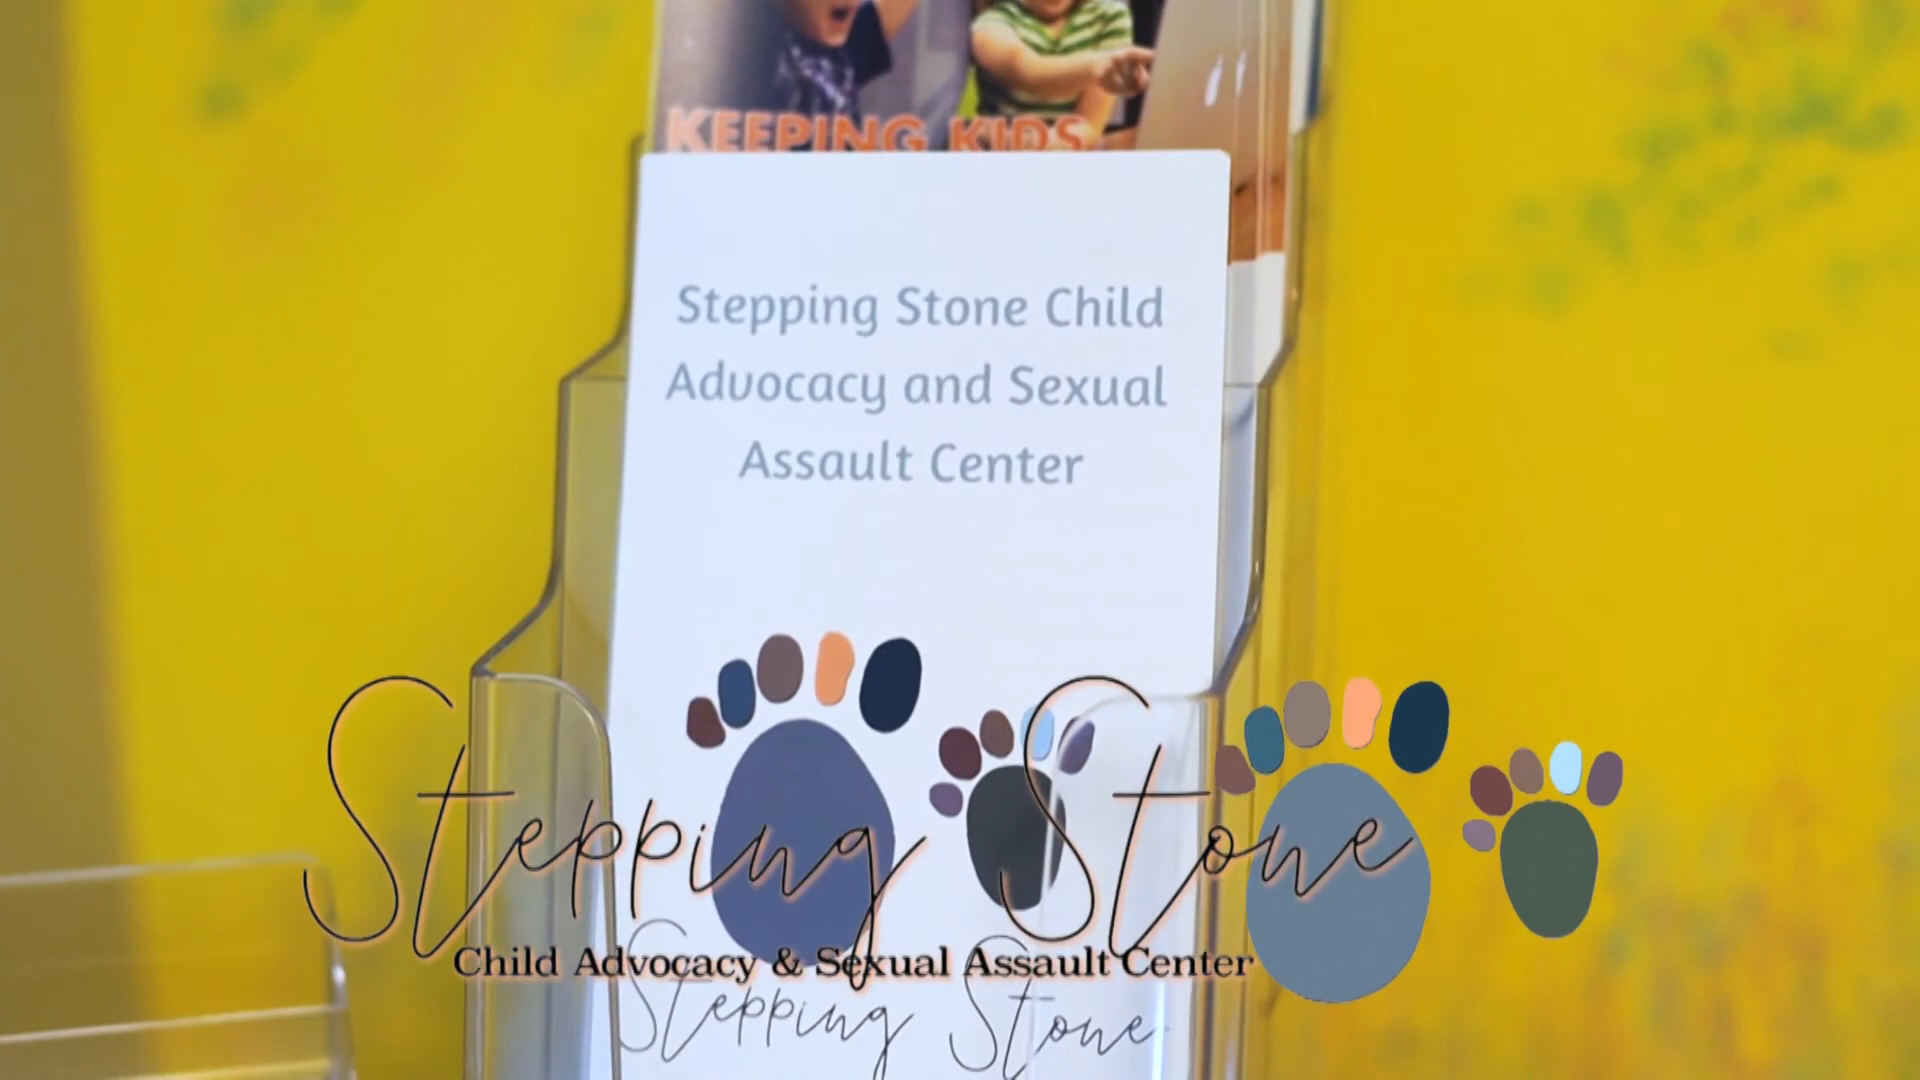 KEEPING KIDS
Stepping Stone Child
Advocacy and Sexual
Assault Center
Stepping Stone
Child Advocacy & Sexual Assault Center
Stepping Stone